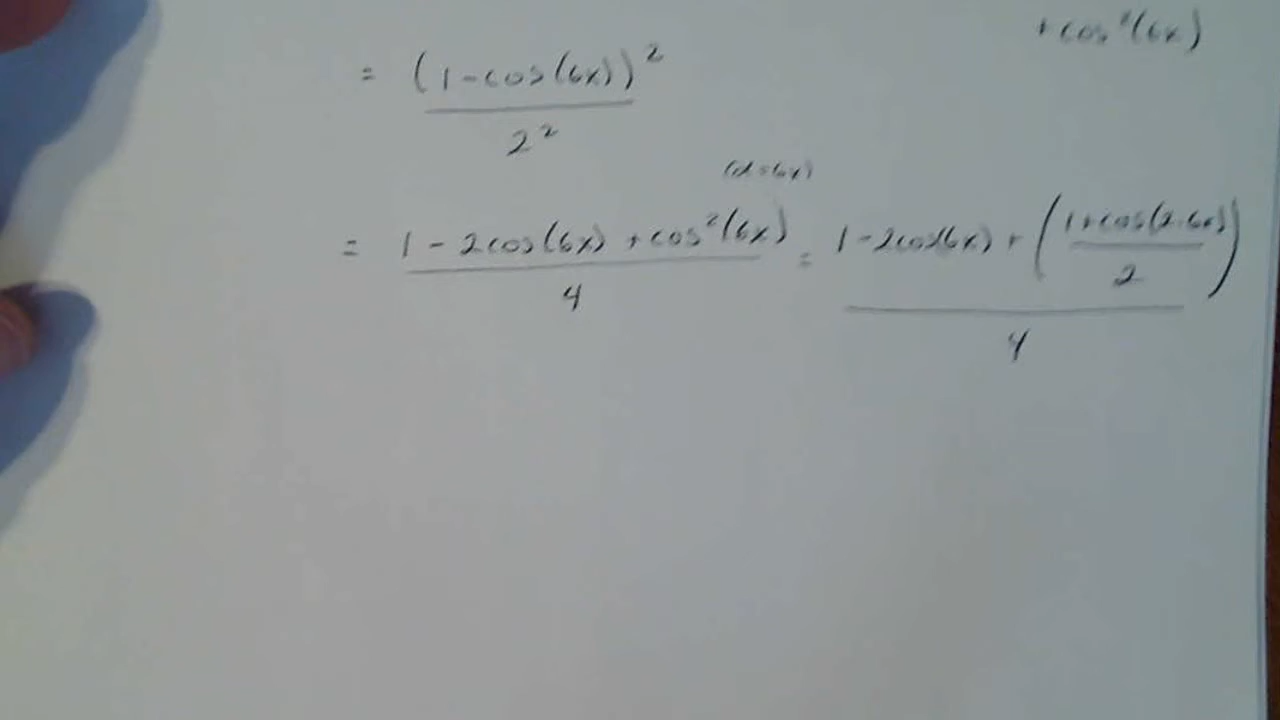 + cos²(6x)
= (1-cos(6x))² / 2²
(α=6x)
= 1 - 2cos(6x) + cos²(6x) / 4 = 1-2cos(6x) + (1+cos(2·6x) / 2) / 4